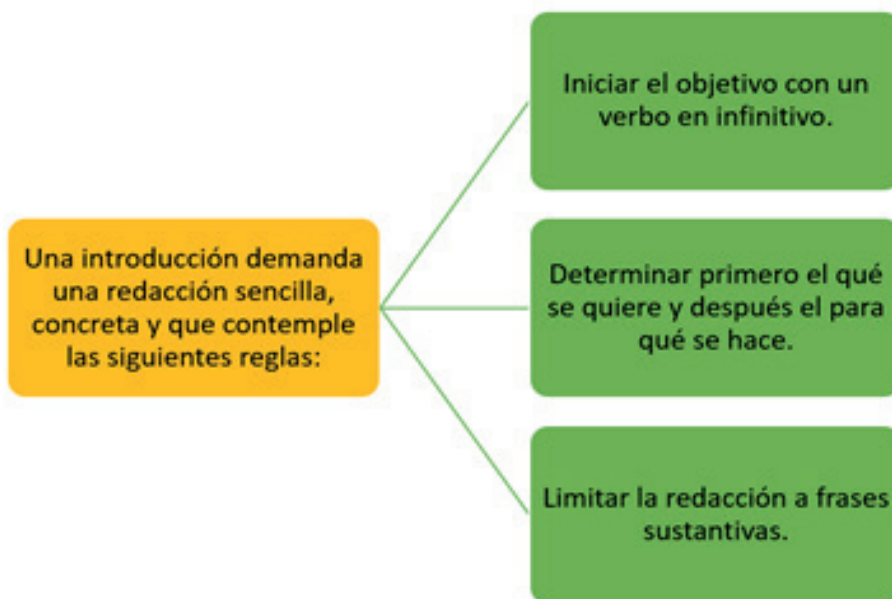 Una introducción demanda
una redacción sencilla,
concreta y que contemple
las siguientes reglas:
Iniciar el objetivo con un
verbo en infinitivo.
Determinar primero el qué
se quiere y después el para
qué se hace.
Limitar la redacción a frases
sustantivas.